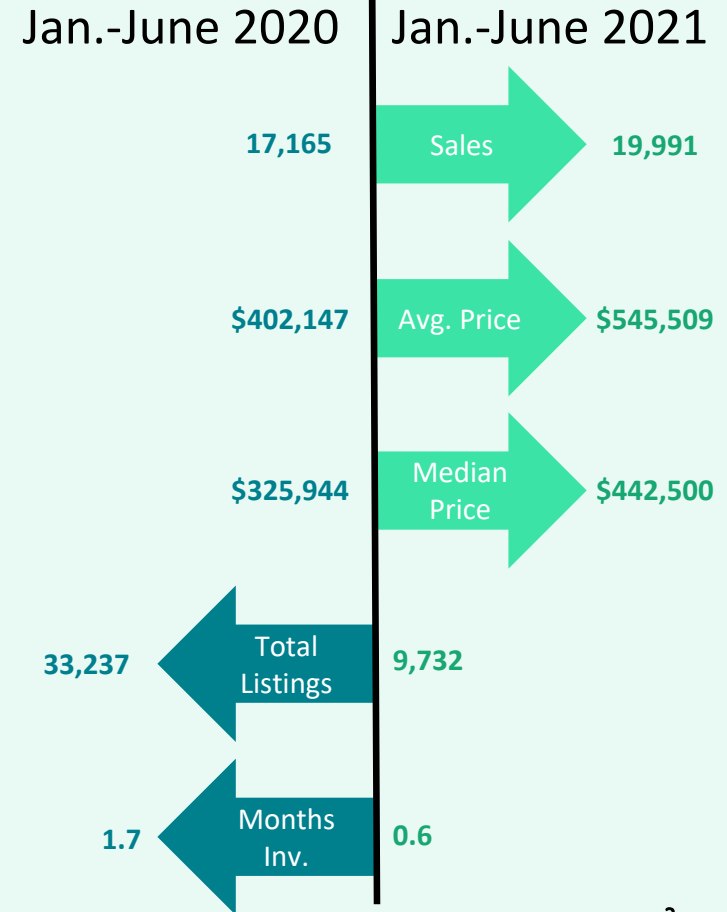 Jan.-June 2020
Jan.-June 2021
17,165
Sales
19,991
$402,147
Avg. Price
$545,509
$325,944
Median
Price
$442,500
33,237
Total
Listings
9,732
1.7
Months
Inv.
0.6